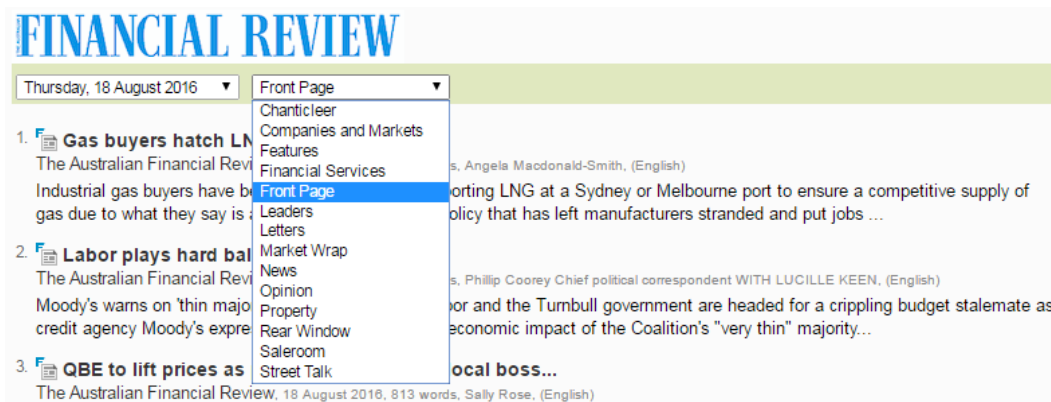 THE AUSTRALIAN
FINANCIAL REVIEW
Thursday, 18 August 2016 ▼ Front Page ▼
Chanticleer
Companies and Markets
Features
Financial Services
Front Page
Leaders
Letters
Market Wrap
News
Opinion
Property
Rear Window
Saleroom
Street Talk
1. Gas buyers hatch LN
The Australian Financial Revi s, Angela Macdonald-Smith, (English)
Industrial gas buyers have be orting LNG at a Sydney or Melbourne port to ensure a competitive supply of
gas due to what they say is a olicy that has left manufacturers stranded and put jobs ...
2. Labor plays hard bal
The Australian Financial Revi s, Phillip Coorey Chief political correspondent WITH LUCILLE KEEN, (English)
Moody's warns on 'thin majo or and the Turnbull government are headed for a crippling budget stalemate as
credit agency Moody's expre economic impact of the Coalition's "very thin" majority...
3. QBE to lift prices as ocal boss...
The Australian Financial Review, 18 August 2016, 813 words, Sally Rose, (English)